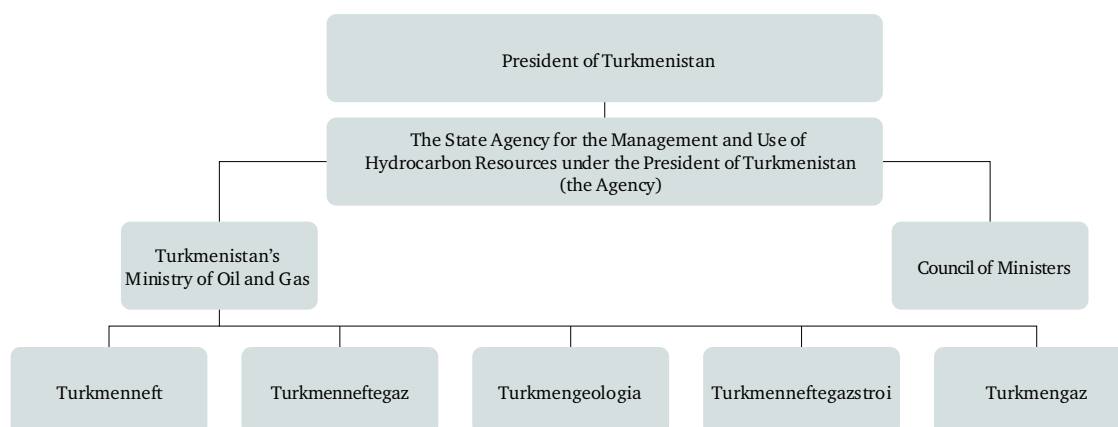 President of Turkmenistan
The State Agency for the Management and Use of
Hydrocarbon Resources under the President of Turkmenistan
(the Agency)
Turkmenistan’s
Ministry of Oil and Gas
Council of Ministers
Turkmenneft
Turkmenneftegaz
Turkmengeologia
Turkmenneftegazstroi
Turkmengaz